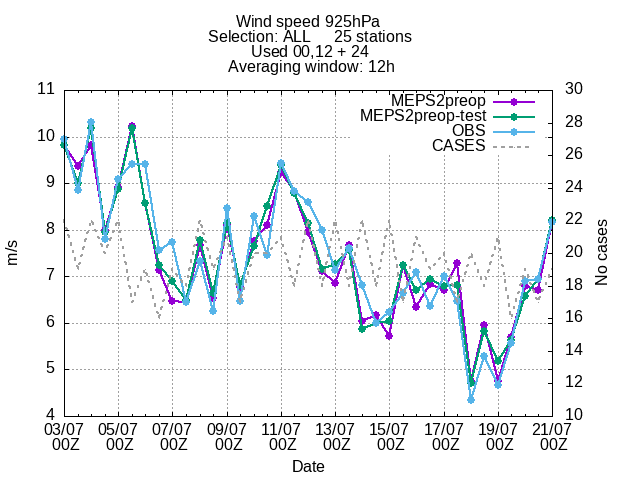 Wind speed 925hPa
Selection: ALL 25 stations
Used 00,12 + 24
Averaging window: 12h
MEPS2preop
MEPS2preop-test
OBS
CASES
11
10
9
8
7
6
5
4
m/s
30
28
26
24
22
20
18
16
14
12
10
No cases
03/07 05/07 07/07 09/07 11/07 13/07 15/07 17/07 19/07 21/07
00Z 00Z 00Z 00Z 00Z 00Z 00Z 00Z 00Z 00Z
Date